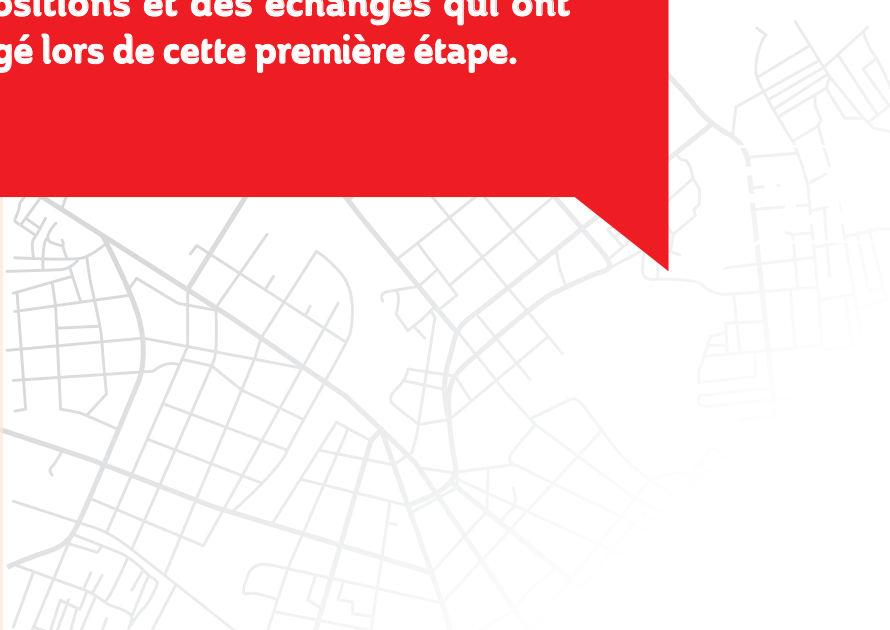 ositions et des échanges qui ont
gé lors de cette première étape.